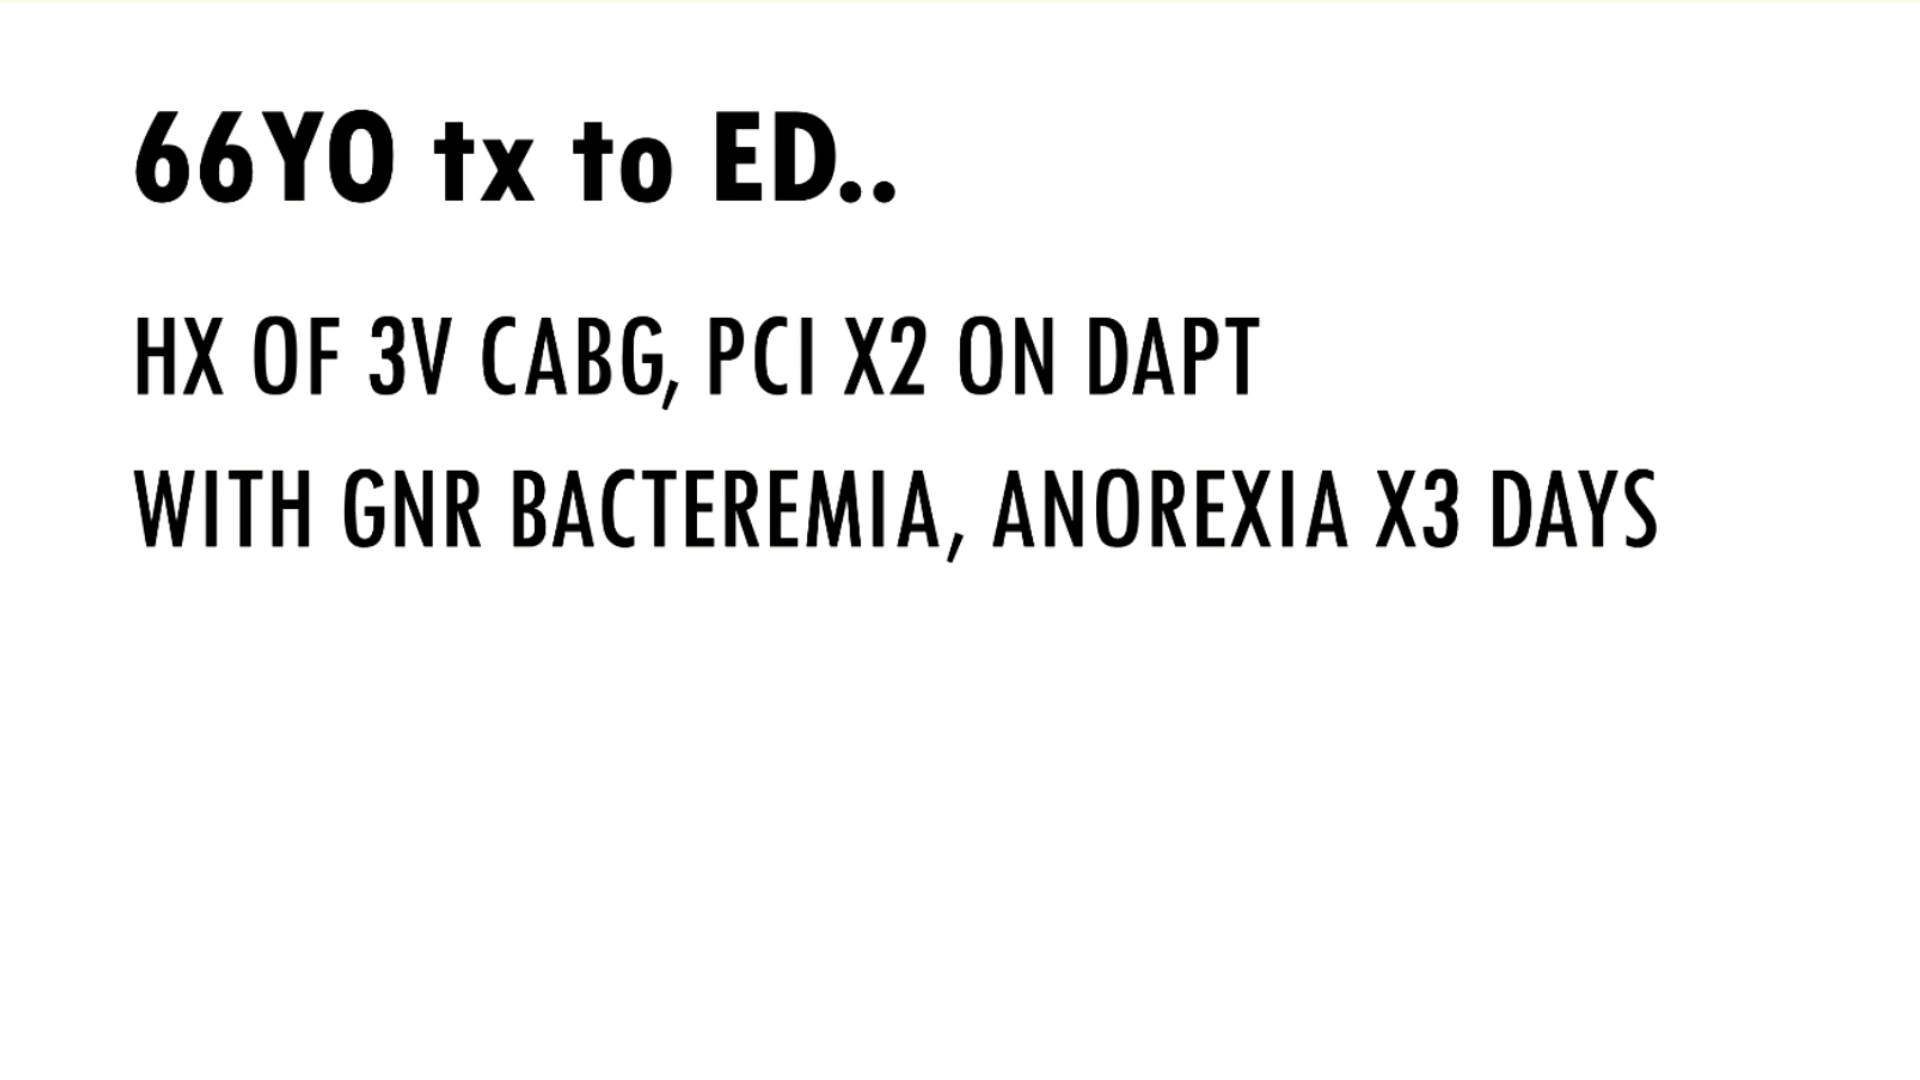 66YO tx to ED..
HX OF 3V CABG, PCI X2 ON DAPT
WITH GNR BACTEREMIA, ANOREXIA X3 DAYS